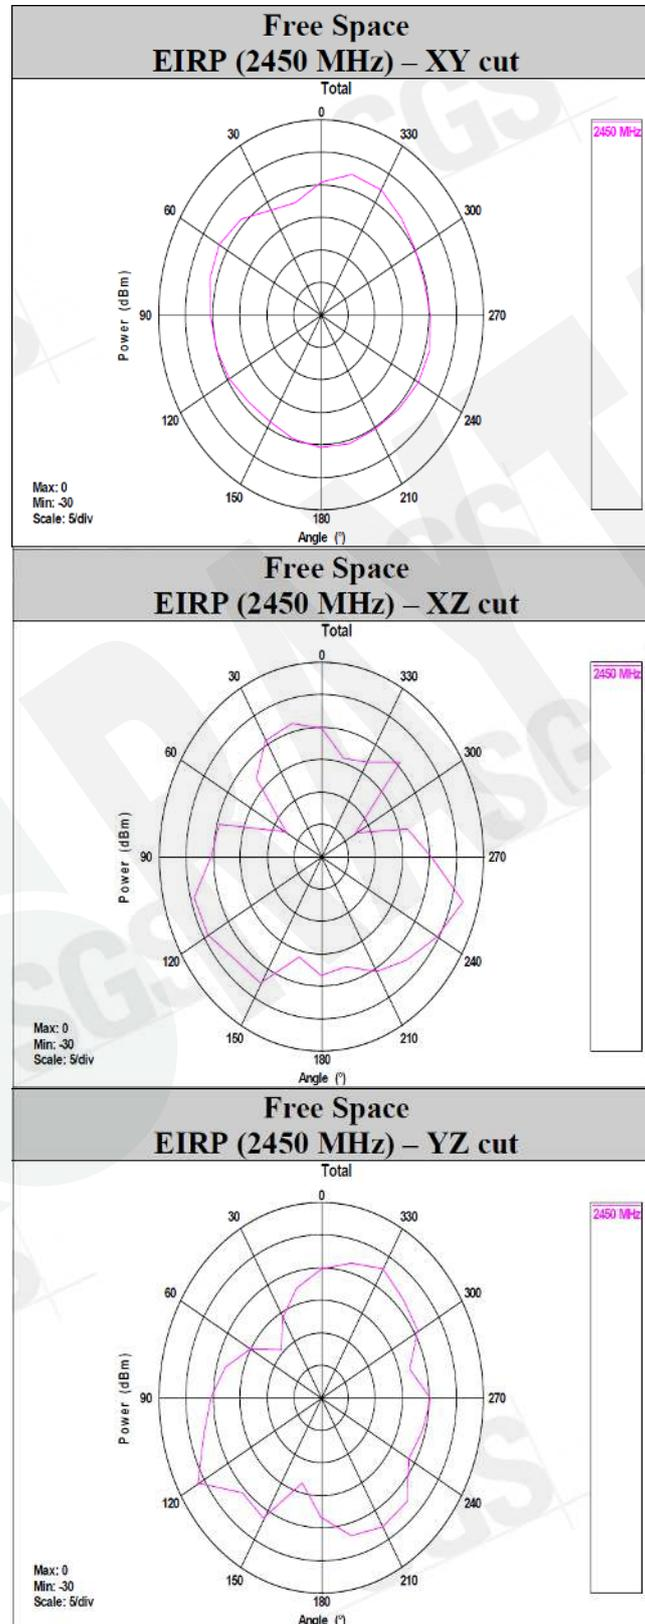 Free Space
EIRP (2450 MHz) – XY cut
Total
0
30
330
2450 MHz
60
300
Power (dBm)
90
270
120
240
150
210
180
Max: 0
Min: -30
Scale: 5/div
Angle (°)
Free Space
EIRP (2450 MHz) – XZ cut
Total
0
30
330
2450 MHz
60
300
Power (dBm)
90
270
120
240
150
210
180
Max: 0
Min: -30
Scale: 5/div
Angle (°)
Free Space
EIRP (2450 MHz) – YZ cut
Total
0
30
330
2450 MHz
60
300
Power (dBm)
90
270
120
240
150
210
180
Max: 0
Min: -30
Scale: 5/div
Angle (°)
SGS
SGS
SG
SGS
GS